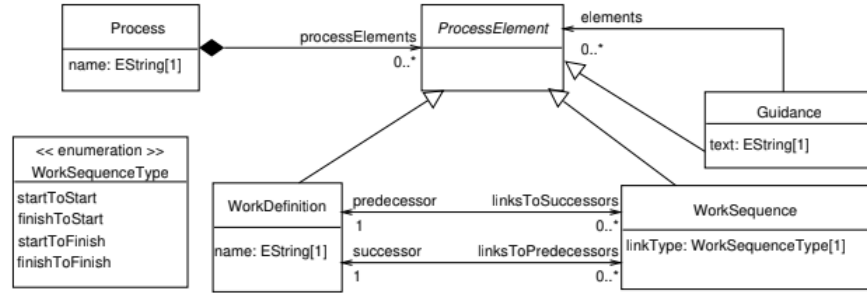 Process
name: EString[1]
processElements
0..*
ProcessElement
elements
0..*
Guidance
text: EString[1]
<< enumeration >>
WorkSequenceType
startToStart
finishToStart
startToFinish
finishToFinish
WorkDefinition
name: EString[1]
predecessor
1
linksToSuccessors
0..*
successor
1
linksToPredecessors
0..*
WorkSequence
linkType: WorkSequenceType[1]